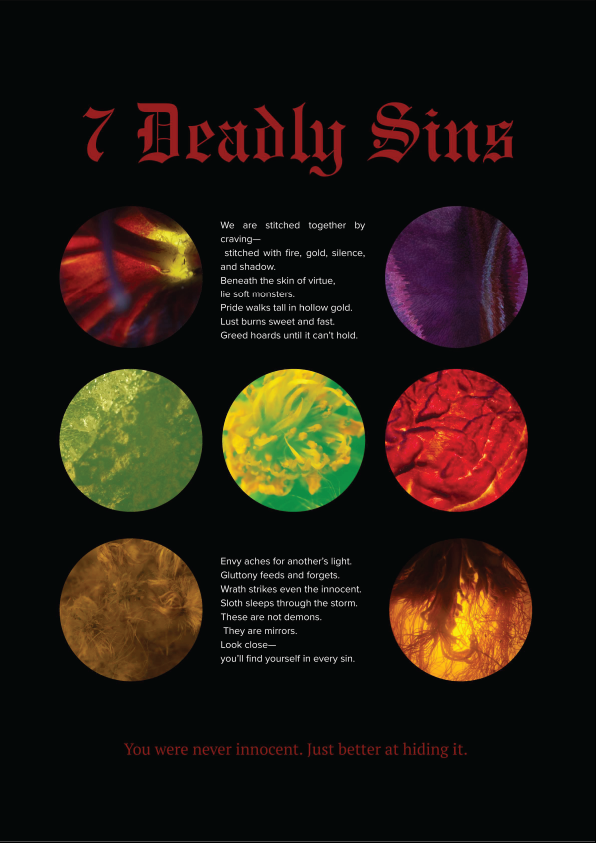 7 Deadly Sins
We are stitched together by
craving—
stitched with fire, gold, silence,
and shadow.
Beneath the skin of virtue,
lie soft monsters.
Pride walks tall in hollow gold.
Lust burns sweet and fast.
Greed hoards until it can't hold.
Envy aches for another's light.
Gluttony feeds and forgets.
Wrath strikes even the innocent.
Sloth sleeps through the storm.
These are not demons.
They are mirrors.
Look close—
you'll find yourself in every sin.
You were never innocent. Just better at hiding it.